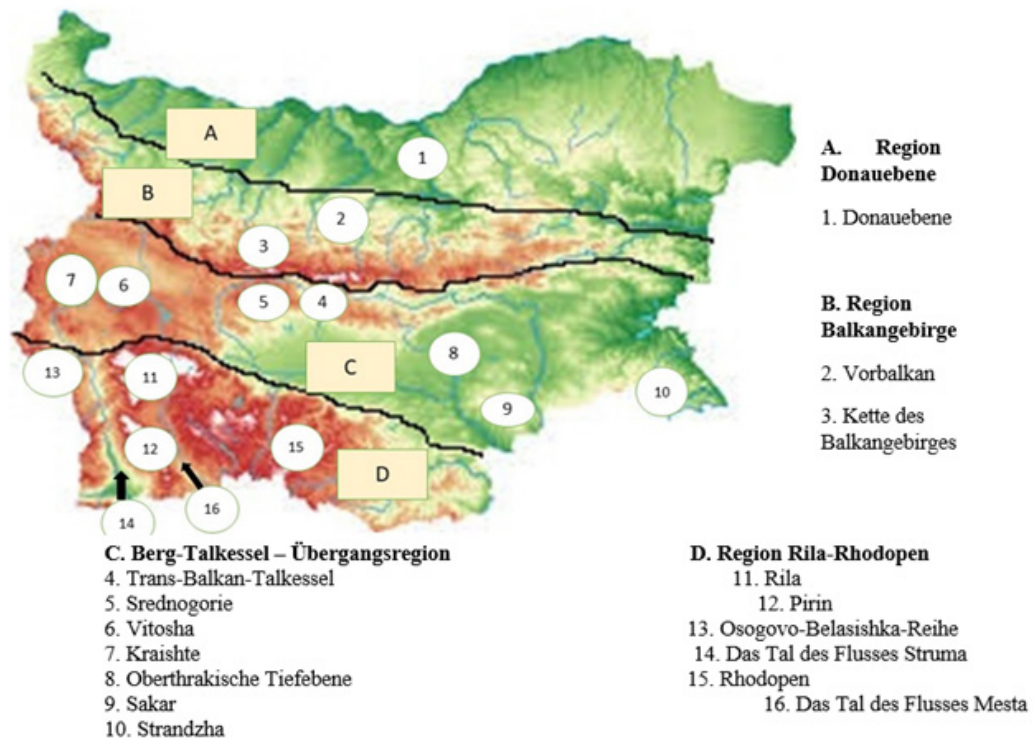 A
1
B
2
3
7
6
5
4
8
C
13
11
10
9
12
15
D
16
14
A. Region
Donauebene
1. Donauebene
B. Region
Balkangebirge
2. Vorbalkan
3. Kette des
Balkangebirges
C. Berg-Talkessel – Übergangsregion
4. Trans-Balkan-Talkessel
5. Srednogorie
6. Vitosha
7. Kraishte
8. Oberthrakische Tiefebene
9. Sakar
10. Strandzha
D. Region Rila-Rhodopen
11. Rila
12. Pirin
13. Osogovo-Belasishka-Reihe
14. Das Tal des Flusses Struma
15. Rhodopen
16. Das Tal des Flusses Mesta